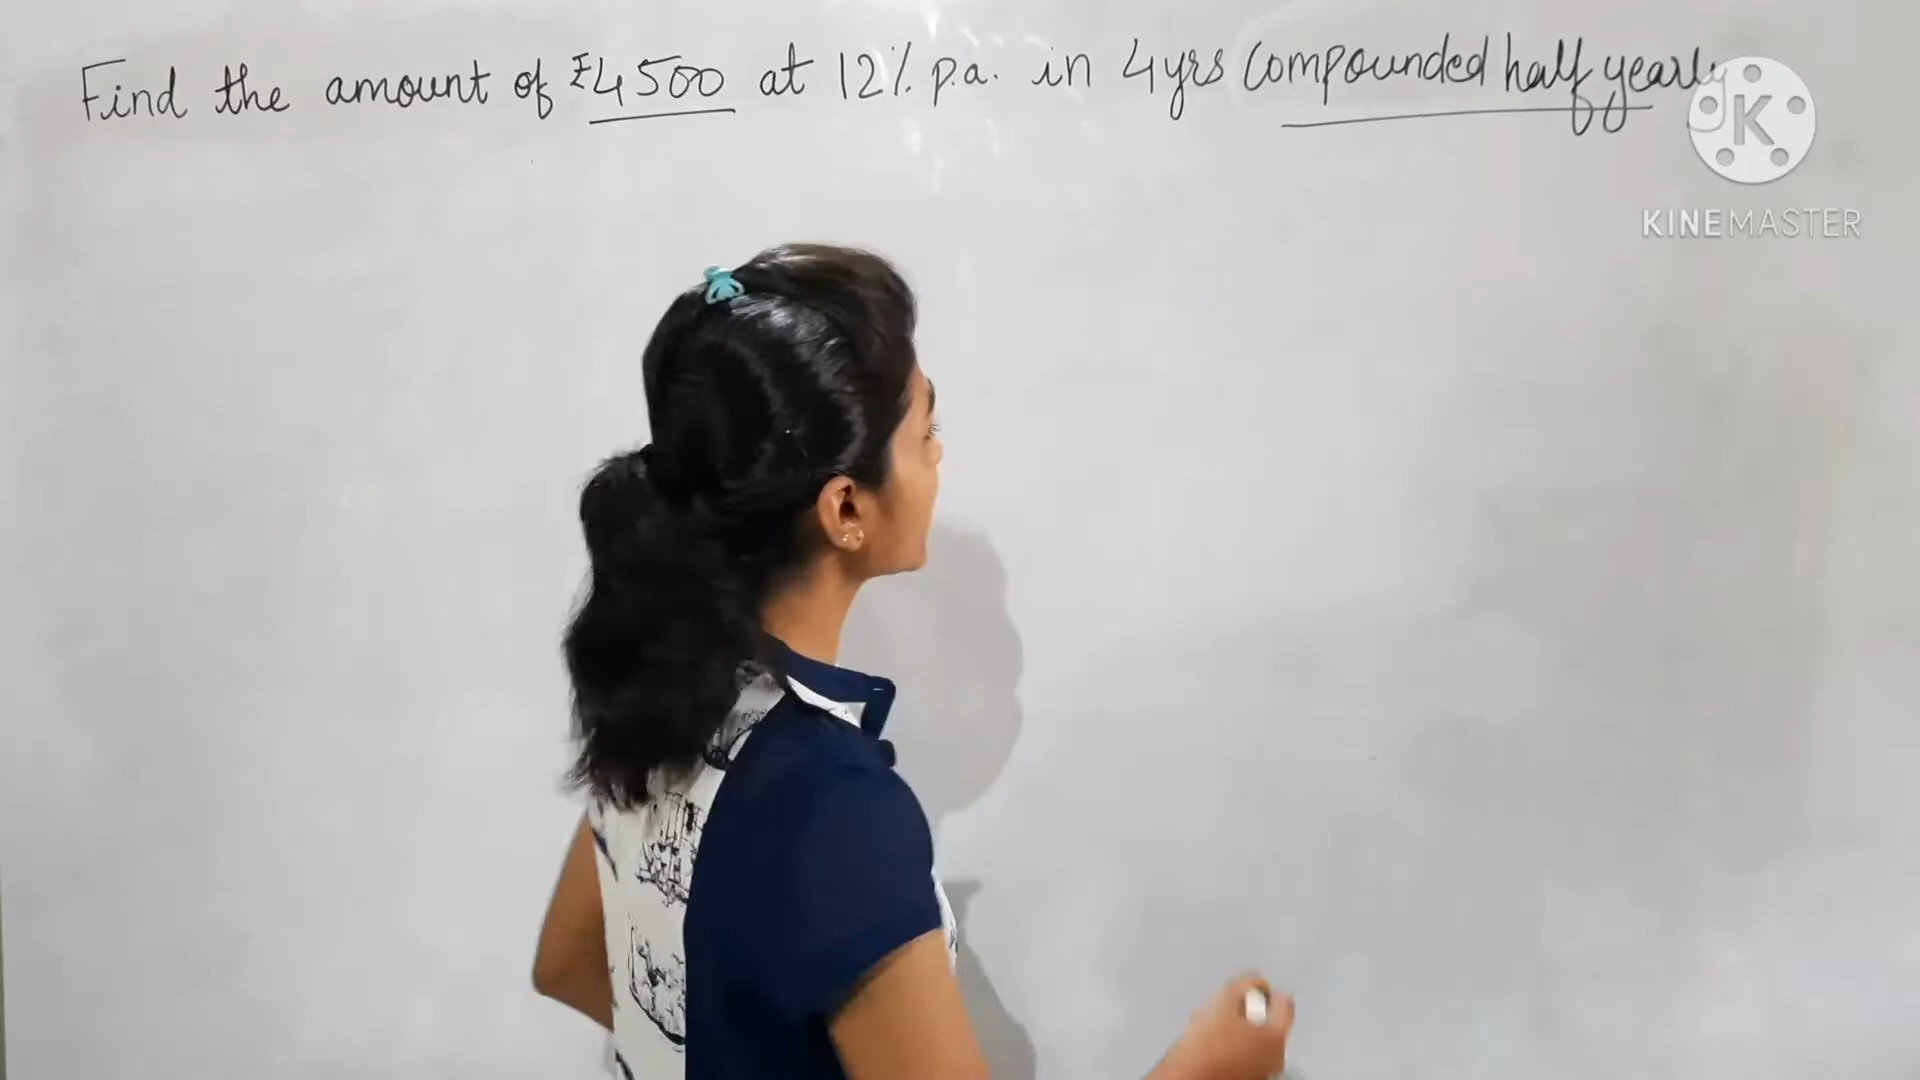 Find the amount of ₹4500 at 12% p.a. in 4yrs compounded half yearly
K
KINEMASTER